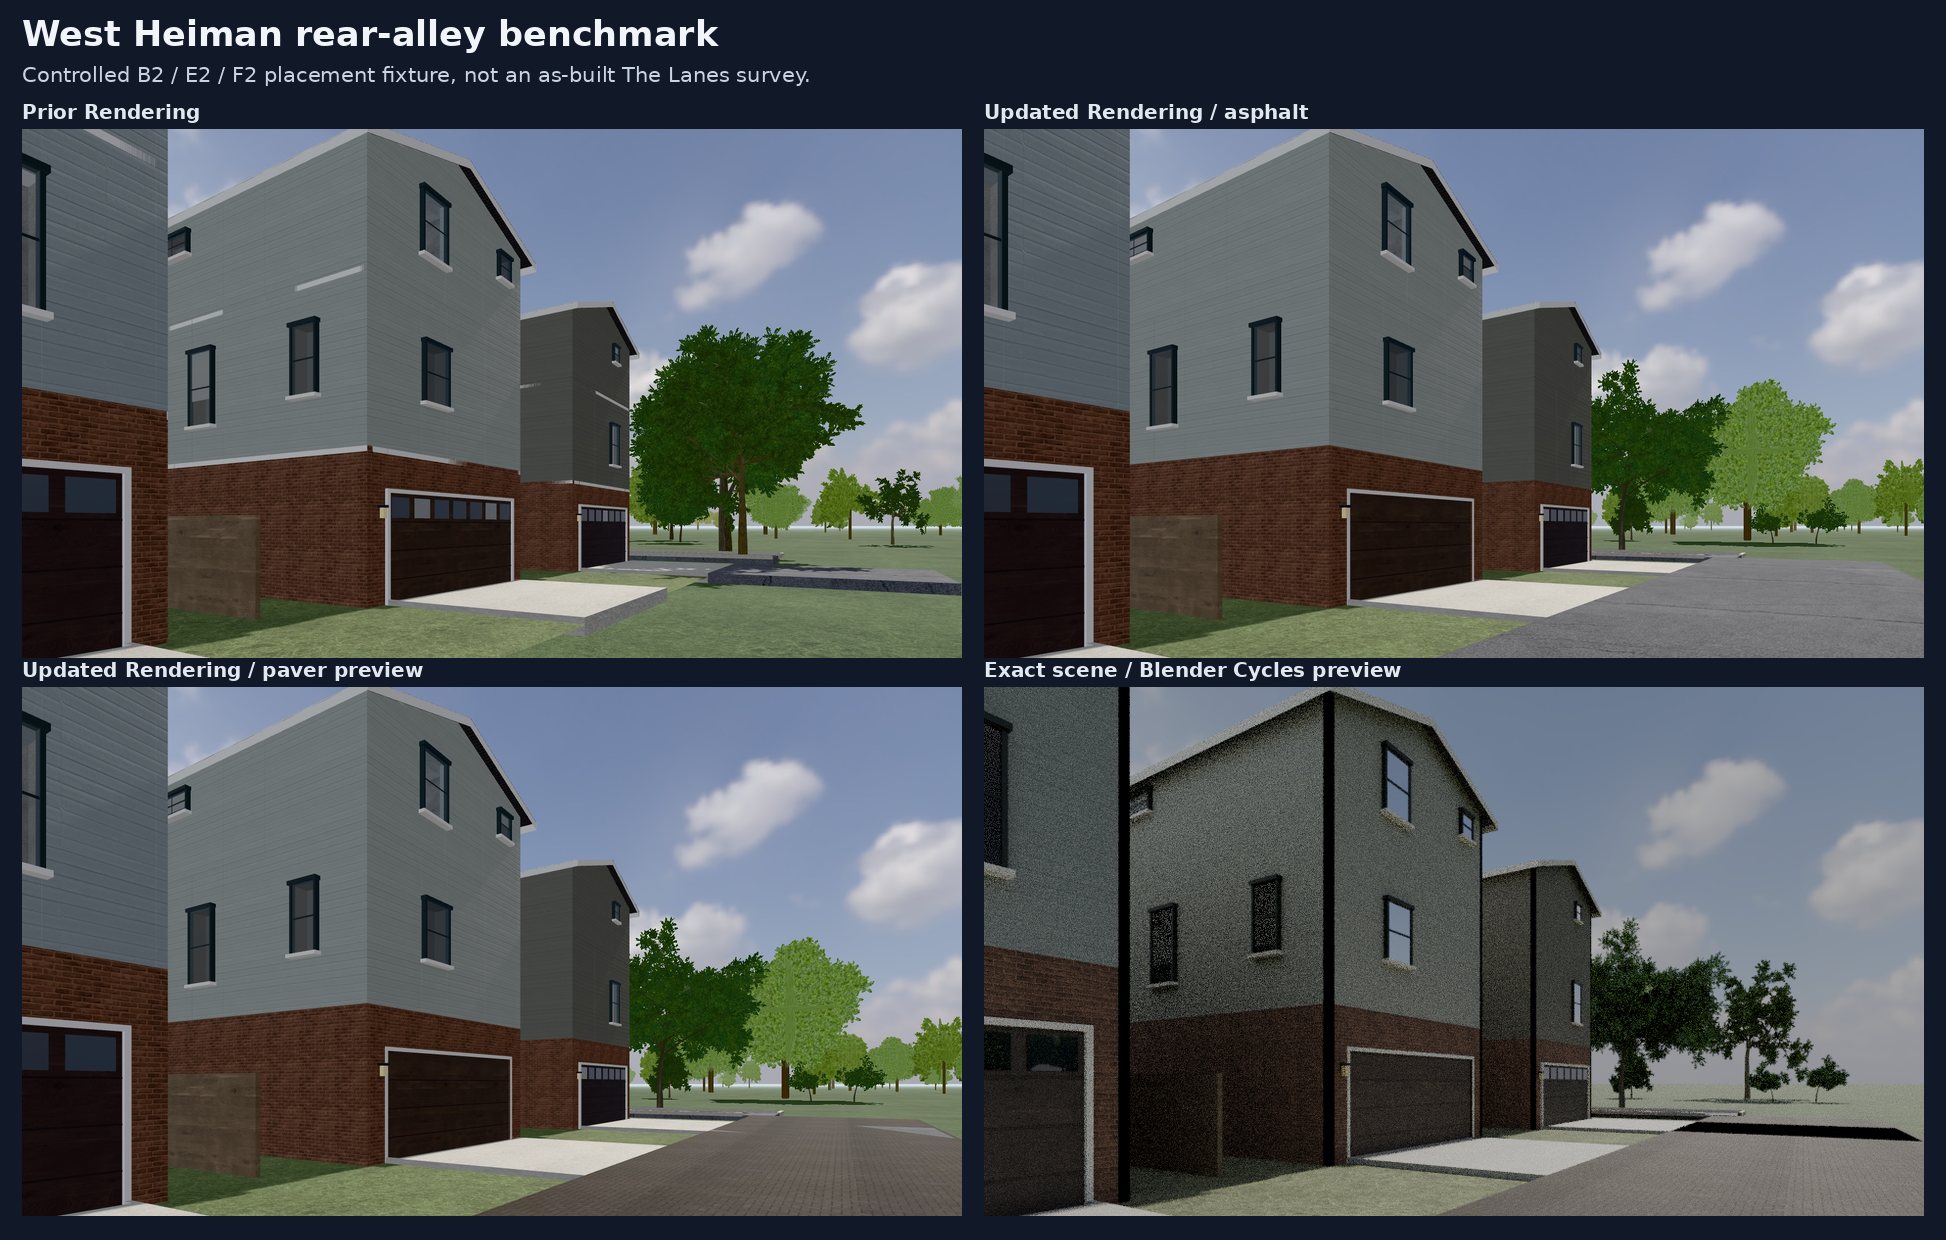 West Heiman rear-alley benchmark
Controlled B2 / E2 / F2 placement fixture, not an as-built The Lanes survey.
Prior Rendering
Updated Rendering / asphalt
Updated Rendering / paver preview
Exact scene / Blender Cycles preview